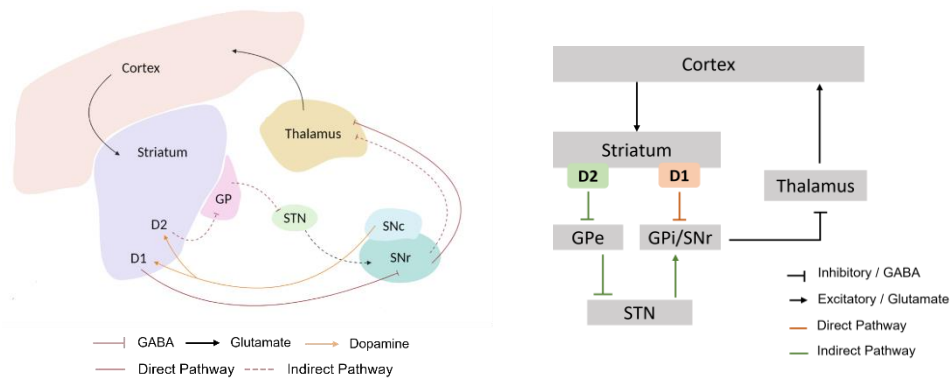 Cortex
Striatum
GP
D2
D1
Thalamus
STN
SNc
SNr
GABA
Glutamate
Dopamine
Direct Pathway
Indirect Pathway
Cortex
Striatum
D2
D1
Thalamus
GPe
GPi/SNr
STN
Inhibitory / GABA
Excitatory / Glutamate
Direct Pathway
Indirect Pathway